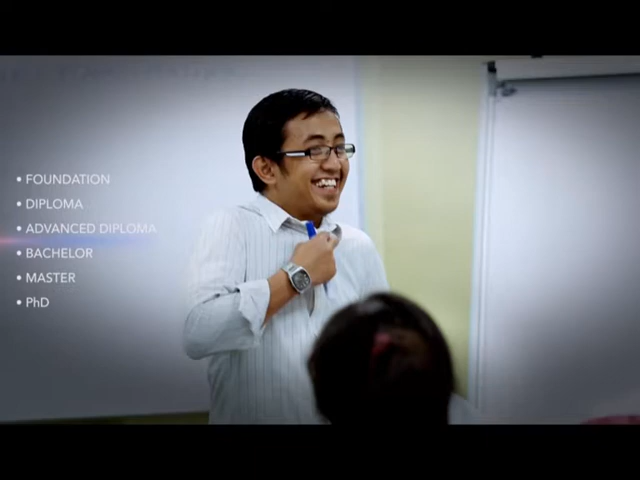 • FOUNDATION
• DIPLOMA
• ADVANCED DIPLOMA
• BACHELOR
• MASTER
• PhD